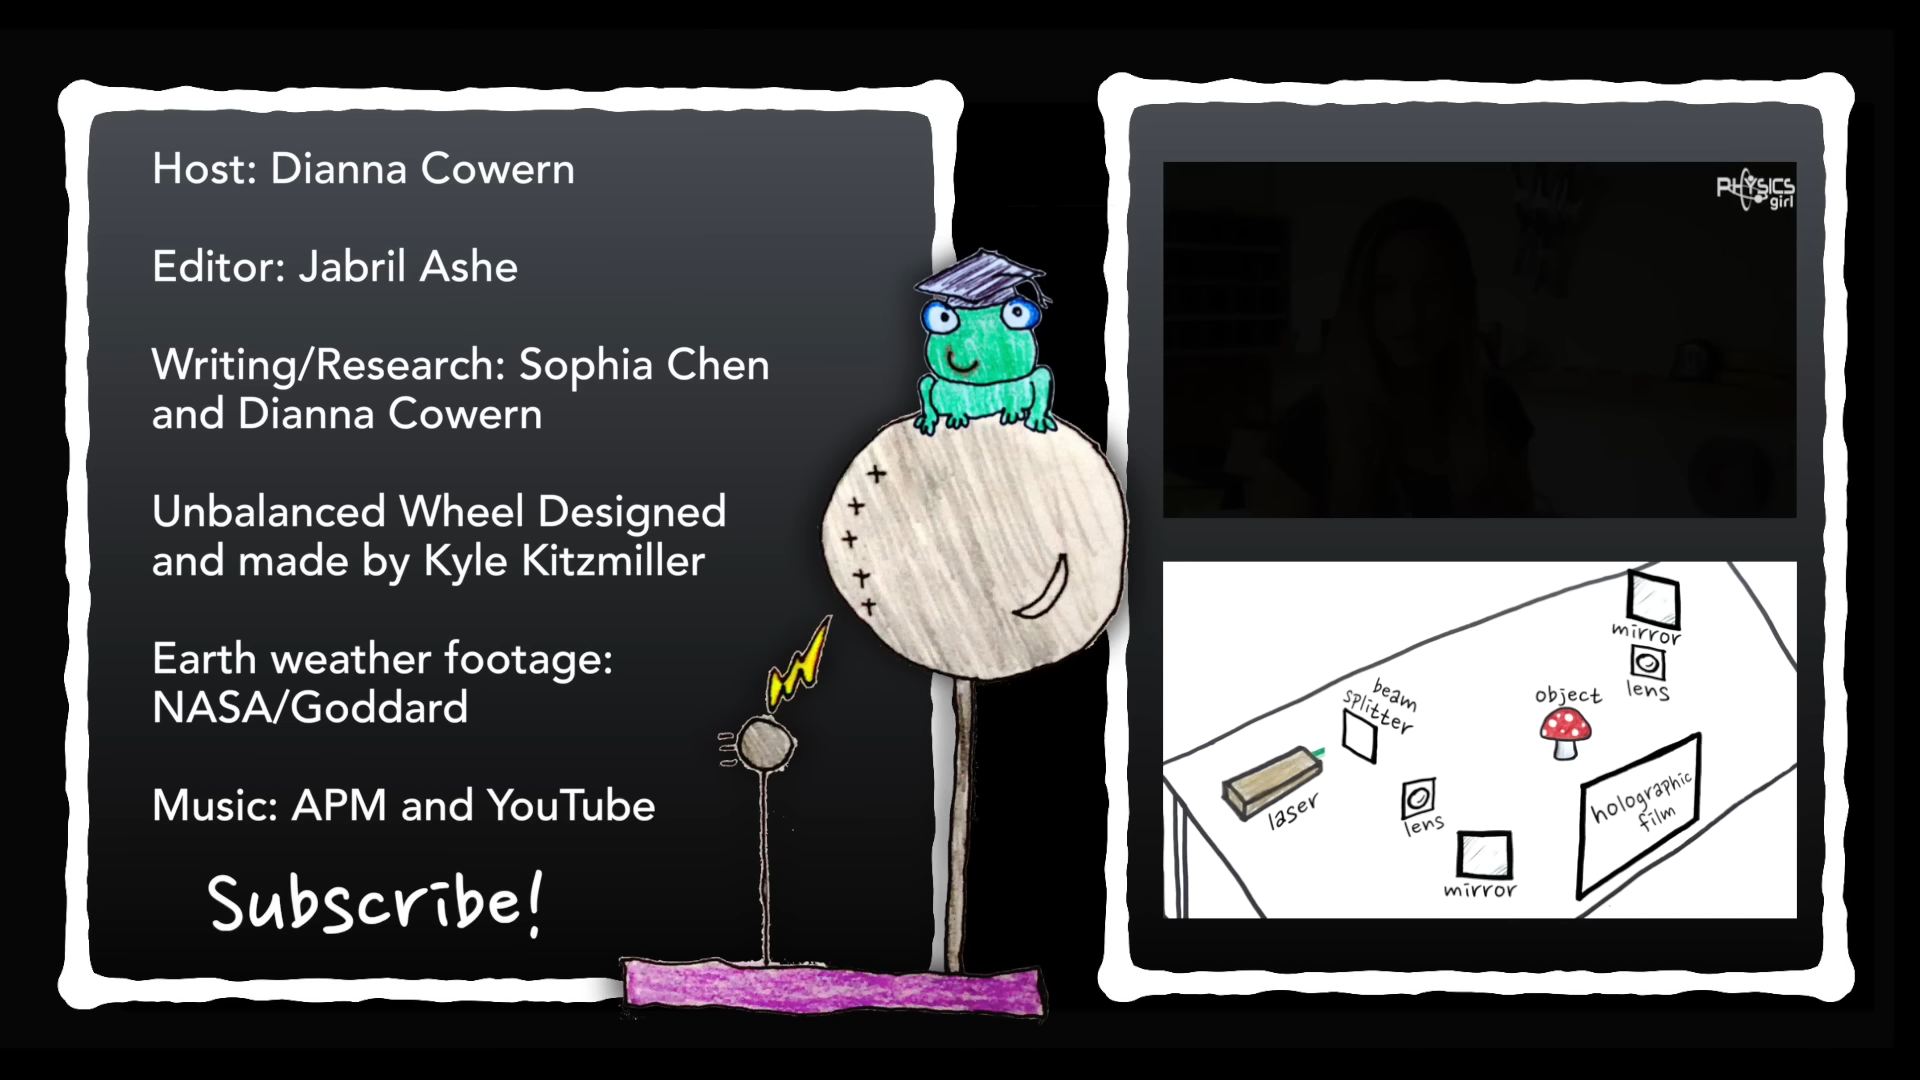 Host: Dianna Cowern
Editor: Jabril Ashe
Writing/Research: Sophia Chen
and Dianna Cowern
Unbalanced Wheel Designed
and made by Kyle Kitzmiller
Earth weather footage:
NASA/Goddard
Music: APM and YouTube
Subscribe!
PHYSICS
girl
mirror
lens
object
beam
splitter
laser
lens
mirror
holographic
film